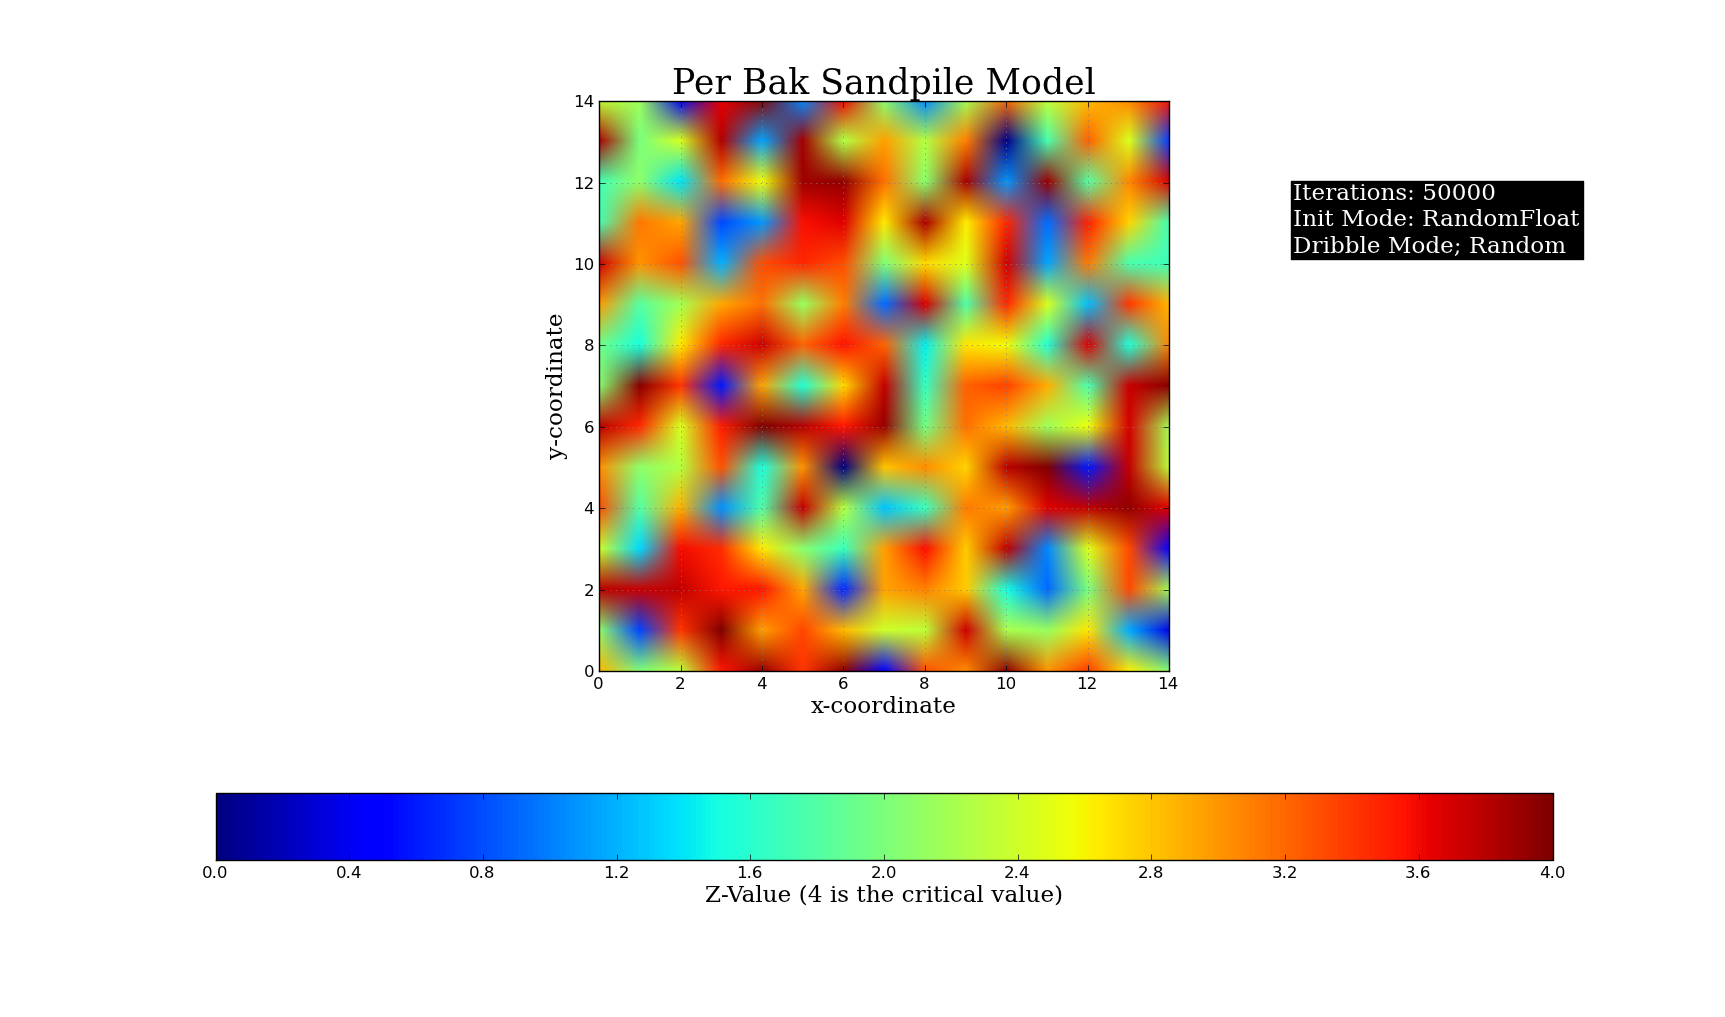 Per Bak Sandpile Model
14
12
10
8
6
4
2
0
y-coordinate
0 2 4 6 8 10 12 14
x-coordinate
Iterations: 50000
Init Mode: RandomFloat
Dribble Mode; Random
0.0 0.4 0.8 1.2 1.6 2.0 2.4 2.8 3.2 3.6 4.0
Z-Value (4 is the critical value)